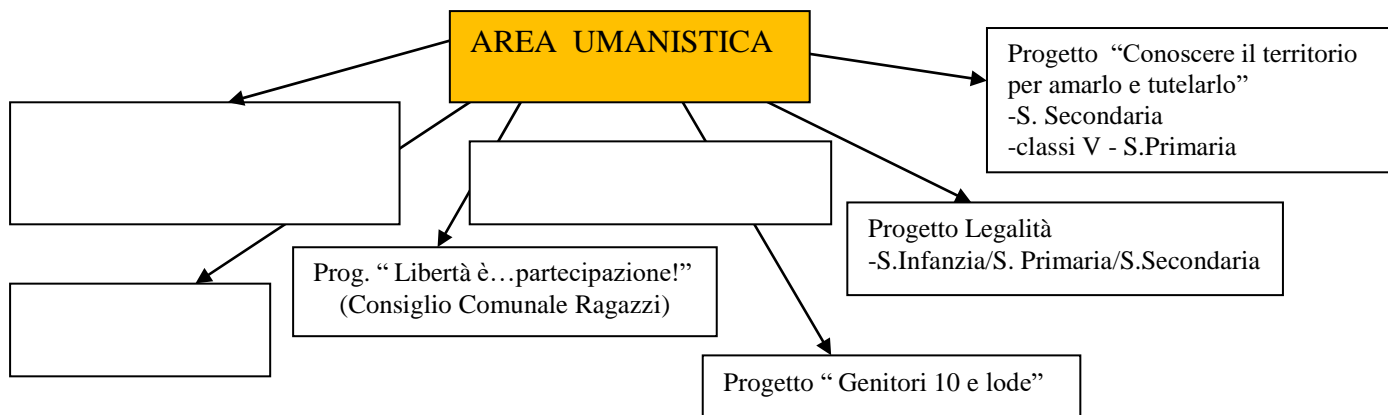 AREA UMANISTICA
Progetto “Conoscere il territorio
per amarlo e tutelarlo”
-S. Secondaria
-classi V - S.Primaria
Progetto Legalità
-S.Infanzia/S. Primaria/S.Secondaria
Prog. “ Libertà è…partecipazione!”
(Consiglio Comunale Ragazzi)
Progetto “ Genitori 10 e lode”